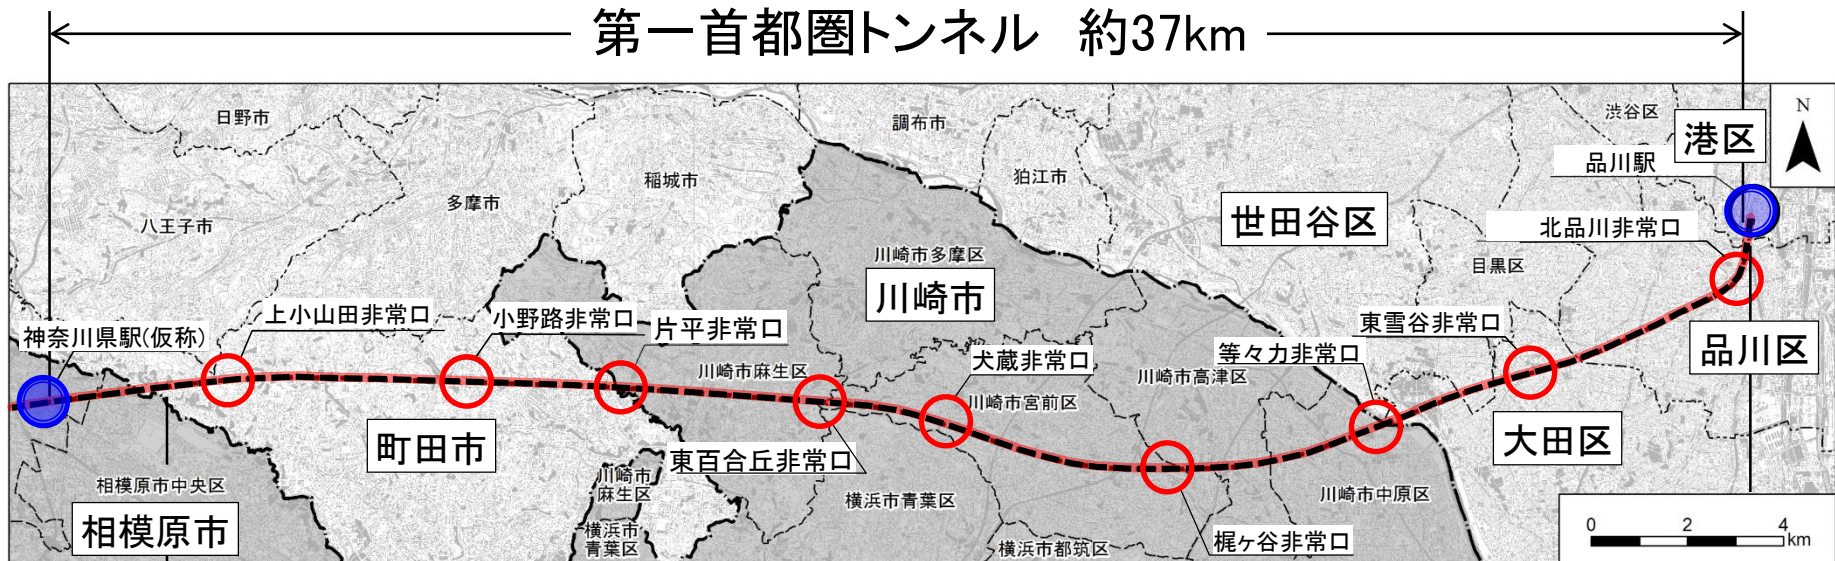 第一首都圏トンネル 約37km
日野市
調布市
渋谷区
港区
N
品川駅
稲城市
狛江市
多摩市
八王子市
世田谷区
北品川非常口
川崎市多摩区
目黒区
川崎市
上小山田非常口
小野路非常口
片平非常口
東雪谷非常口
神奈川県駅(仮称)
犬蔵非常口
等々力非常口
品川区
川崎市麻生区
川崎市高津区
川崎市宮前区
町田市
大田区
東百合丘非常口
川崎市
麻生区
相模原市中央区
横浜市青葉区
川崎市中原区
相模原市
横浜市
青葉区
横浜市都筑区
梶ヶ谷非常口
0 2 4
km